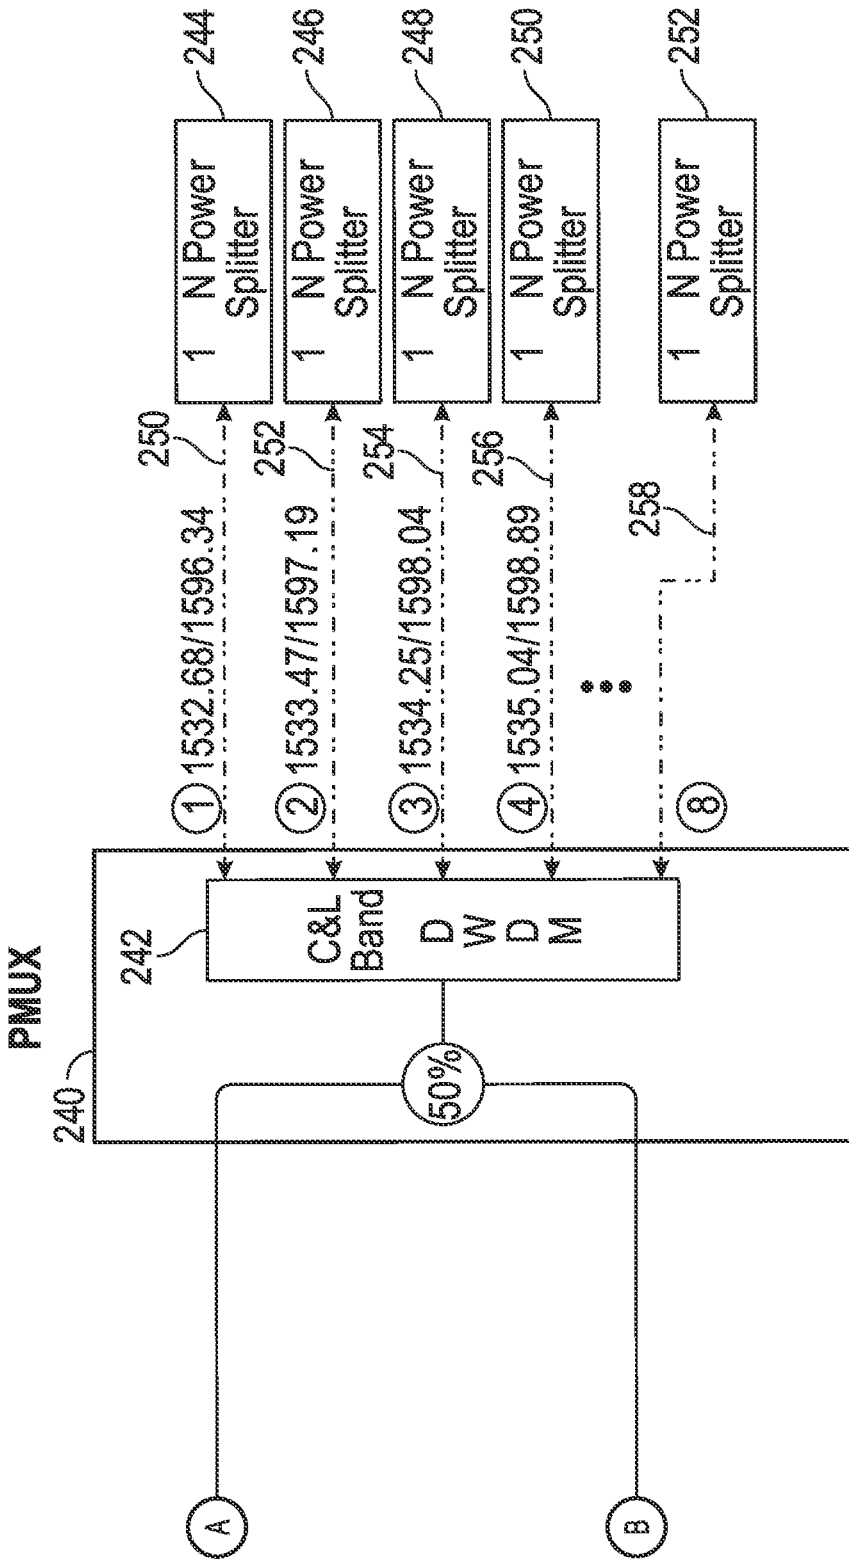 PMUX
240
242
C&L
Band
D
W
D
M
50%
A
B
1 1532.68/1596.34
250
1 N Power
Splitter
244
2 1533.47/1597.19
252
1 N Power
Splitter
246
3 1534.25/1598.04
254
1 N Power
Splitter
248
4 1535.04/1598.89
256
1 N Power
Splitter
250
8
258
1 N Power
Splitter
252